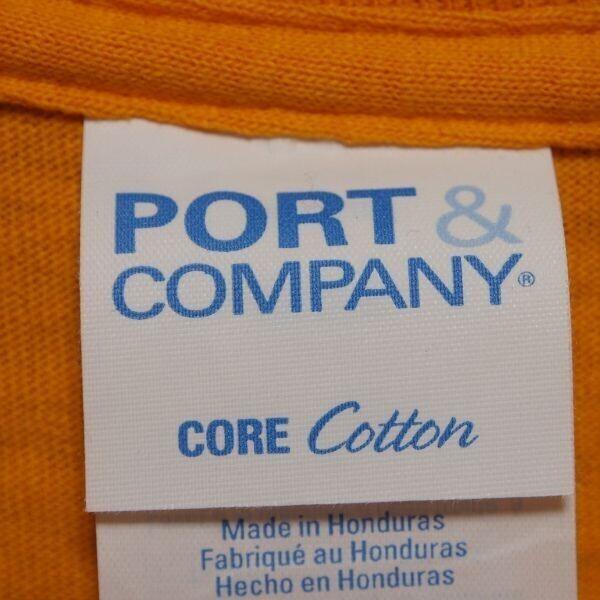 PORT &
COMPANY®
CORE Cotton
Made in Honduras
Fabriqué au Honduras
Hecho en Honduras